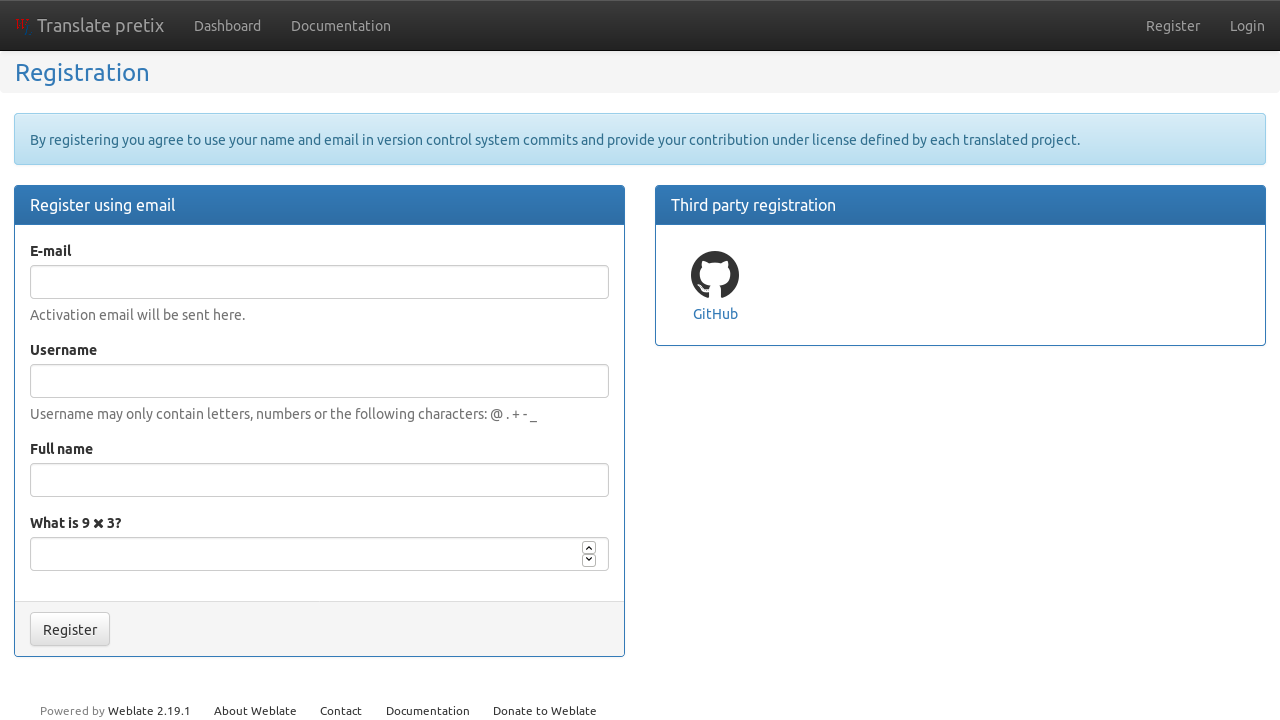 Translate pretix Dashboard Documentation Register Login
Registration
By registering you agree to use your name and email in version control system commits and provide your contribution under license defined by each translated project.
Register using email
E-mail
Activation email will be sent here.
Username
Username may only contain letters, numbers or the following characters: @ . + - _
Full name
What is 9 ✖ 3?
Register
Third party registration
GitHub
Powered by Weblate 2.19.1 About Weblate Contact Documentation Donate to Weblate